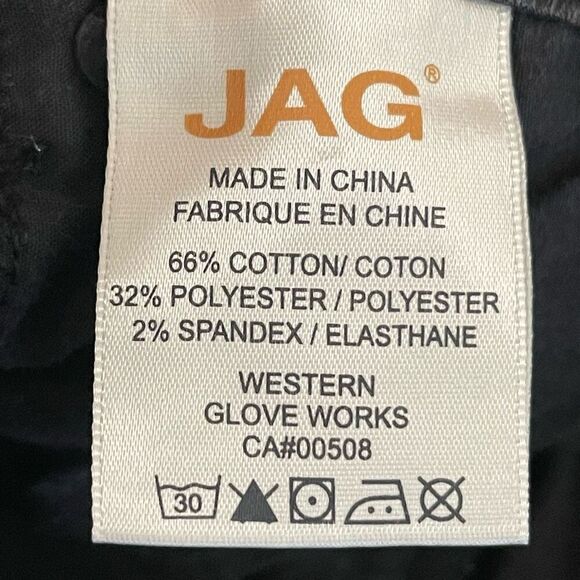 JAG®
MADE IN CHINA
FABRIQUE EN CHINE
66% COTTON/ COTON
32% POLYESTER / POLYESTER
2% SPANDEX / ELASTHANE
WESTERN
GLOVE WORKS
CA#00508
30